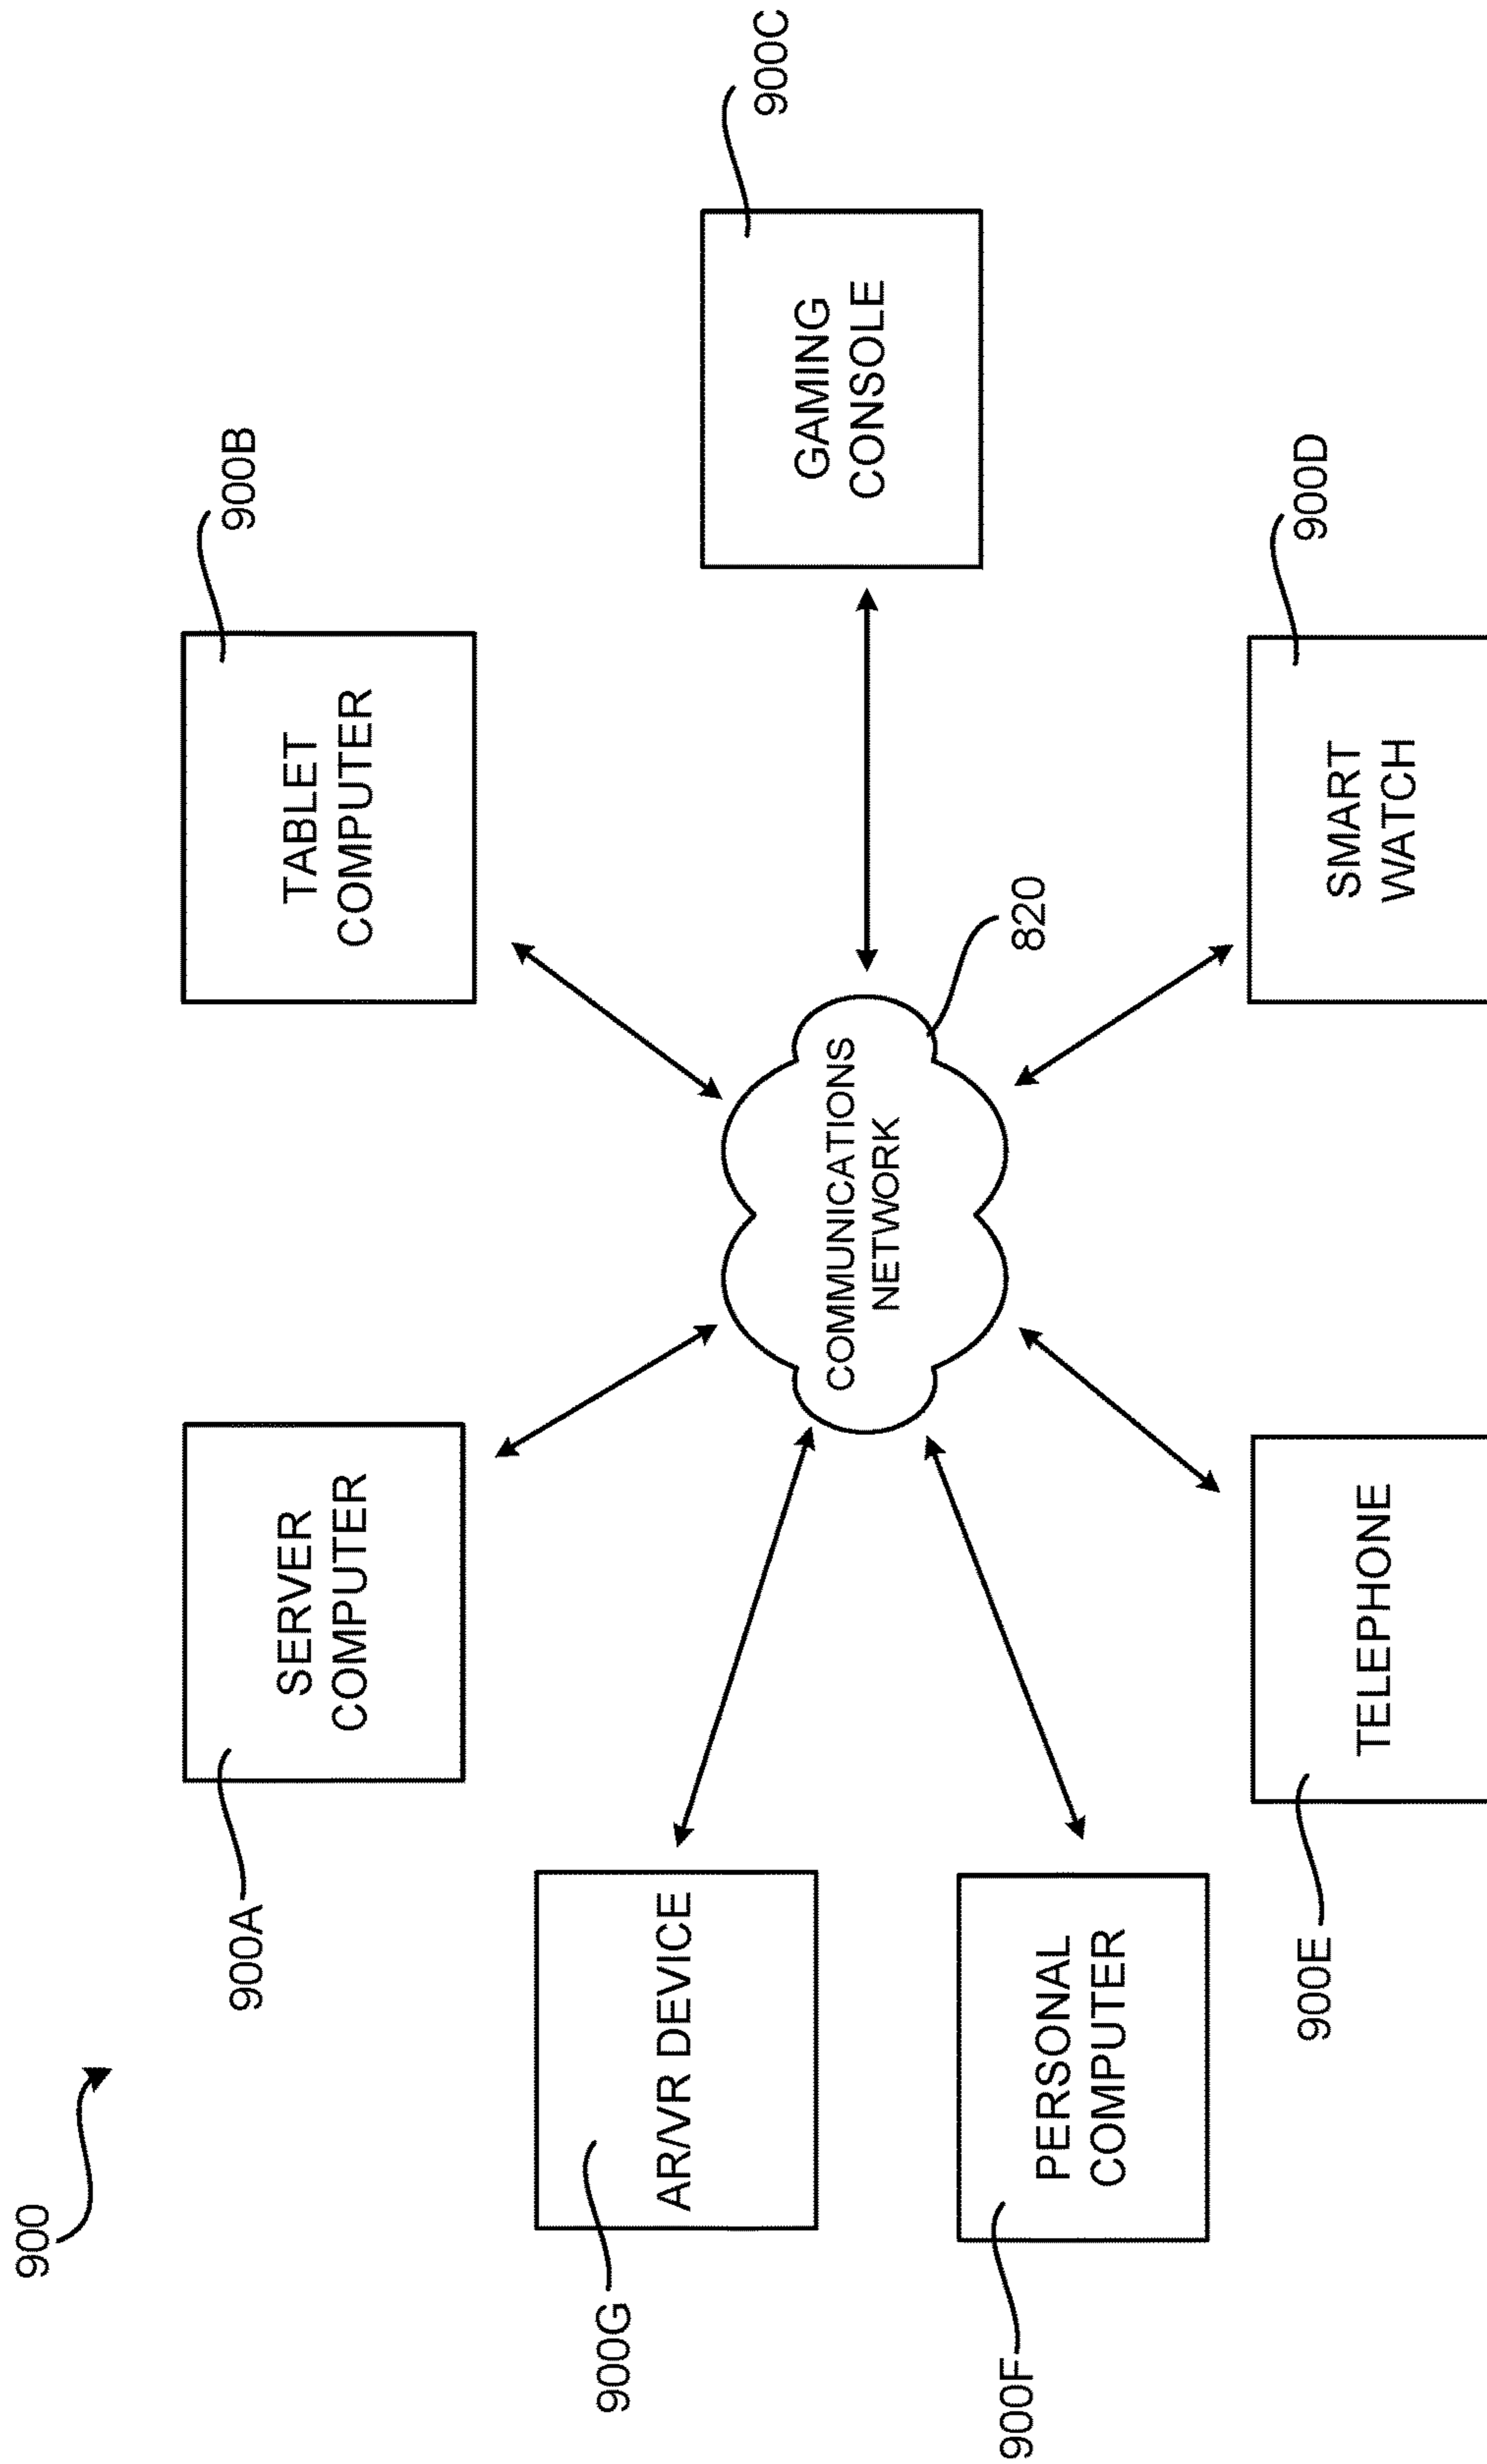 900
900A
SERVER
COMPUTER
TABLET
COMPUTER
900B
900G
AR/VR DEVICE
COMMUNICATIONS
NETWORK
820
GAMING
CONSOLE
900C
900F
PERSONAL
COMPUTER
900E
TELEPHONE
SMART
WATCH
900D